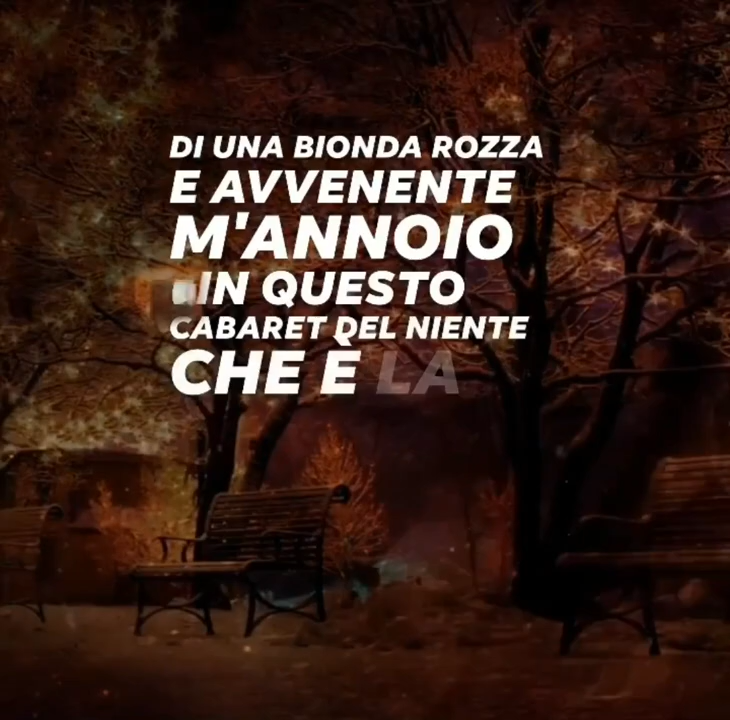 DI UNA BIONDA ROZZA
E AVVENENTE
M'ANNOIO
IN QUESTO
CABARET DEL NIENTE
CHE È LA